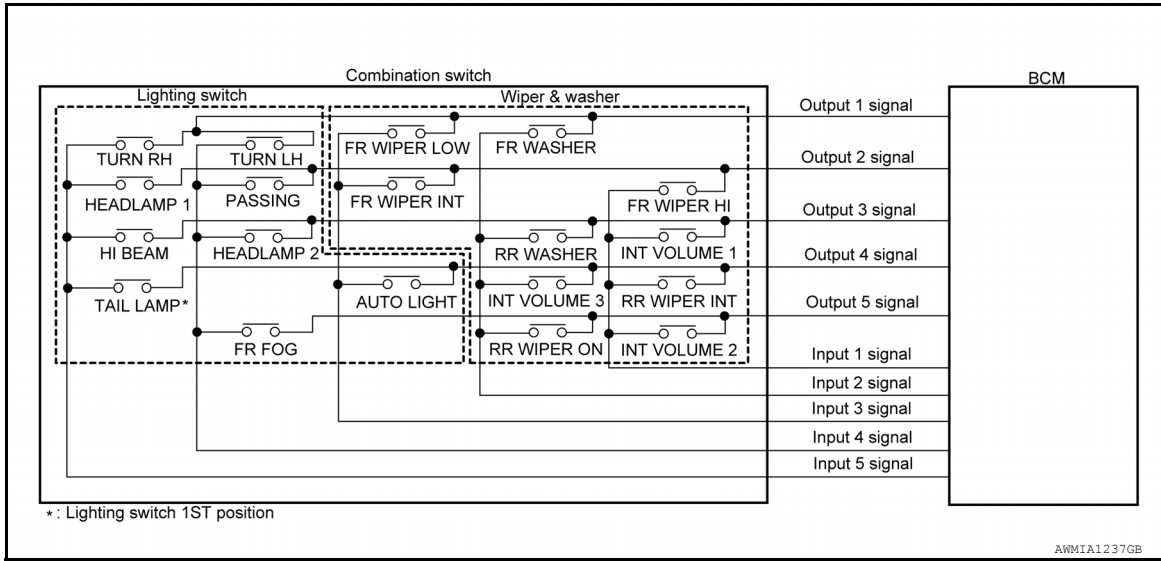 Combination switch
BCM
Lighting switch
Wiper & washer
Output 1 signal
TURN RH
TURN LH
FR WIPER LOW
FR WASHER
Output 2 signal
HEADLAMP 1
PASSING
FR WIPER INT
FR WIPER HI
Output 3 signal
HI BEAM
HEADLAMP 2
RR WASHER
INT VOLUME 1
Output 4 signal
TAIL LAMP*
AUTO LIGHT
INT VOLUME 3
RR WIPER INT
Output 5 signal
FR FOG
RR WIPER ON
INT VOLUME 2
Input 1 signal
Input 2 signal
Input 3 signal
Input 4 signal
Input 5 signal
* : Lighting switch 1ST position
AWMIA1237GB